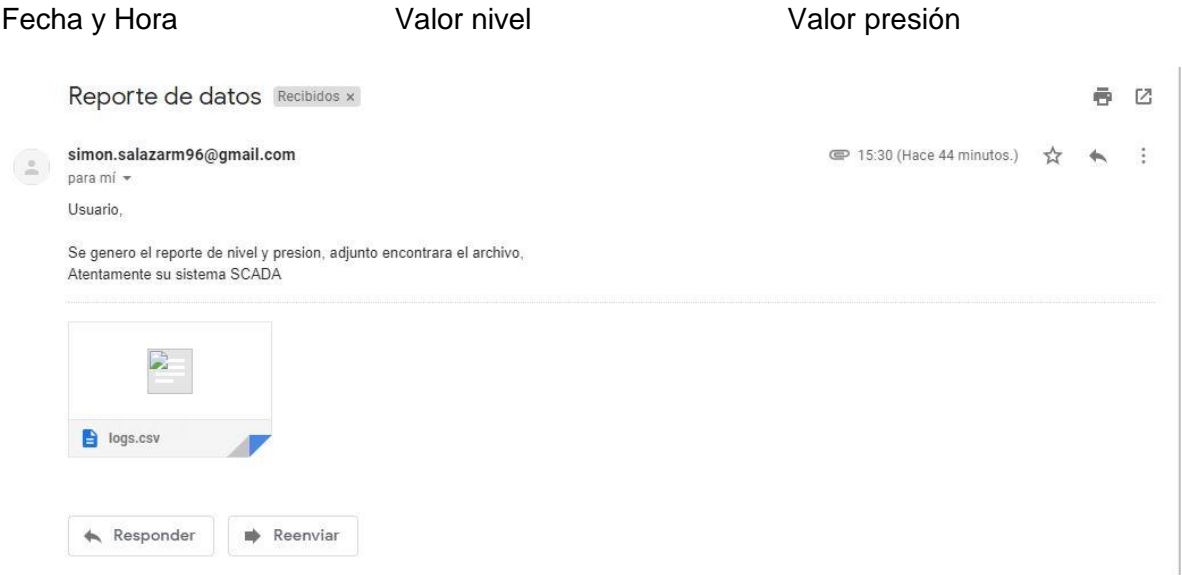 Fecha y Hora Valor nivel Valor presión
Reporte de datos Recibidos x
simon.salazarm96@gmail.com 15:30 (Hace 44 minutos.)
para mí
Usuario,
Se genero el reporte de nivel y presion, adjunto encontrara el archivo,
Atentamente su sistema SCADA
logs.csv
Responder Reenviar